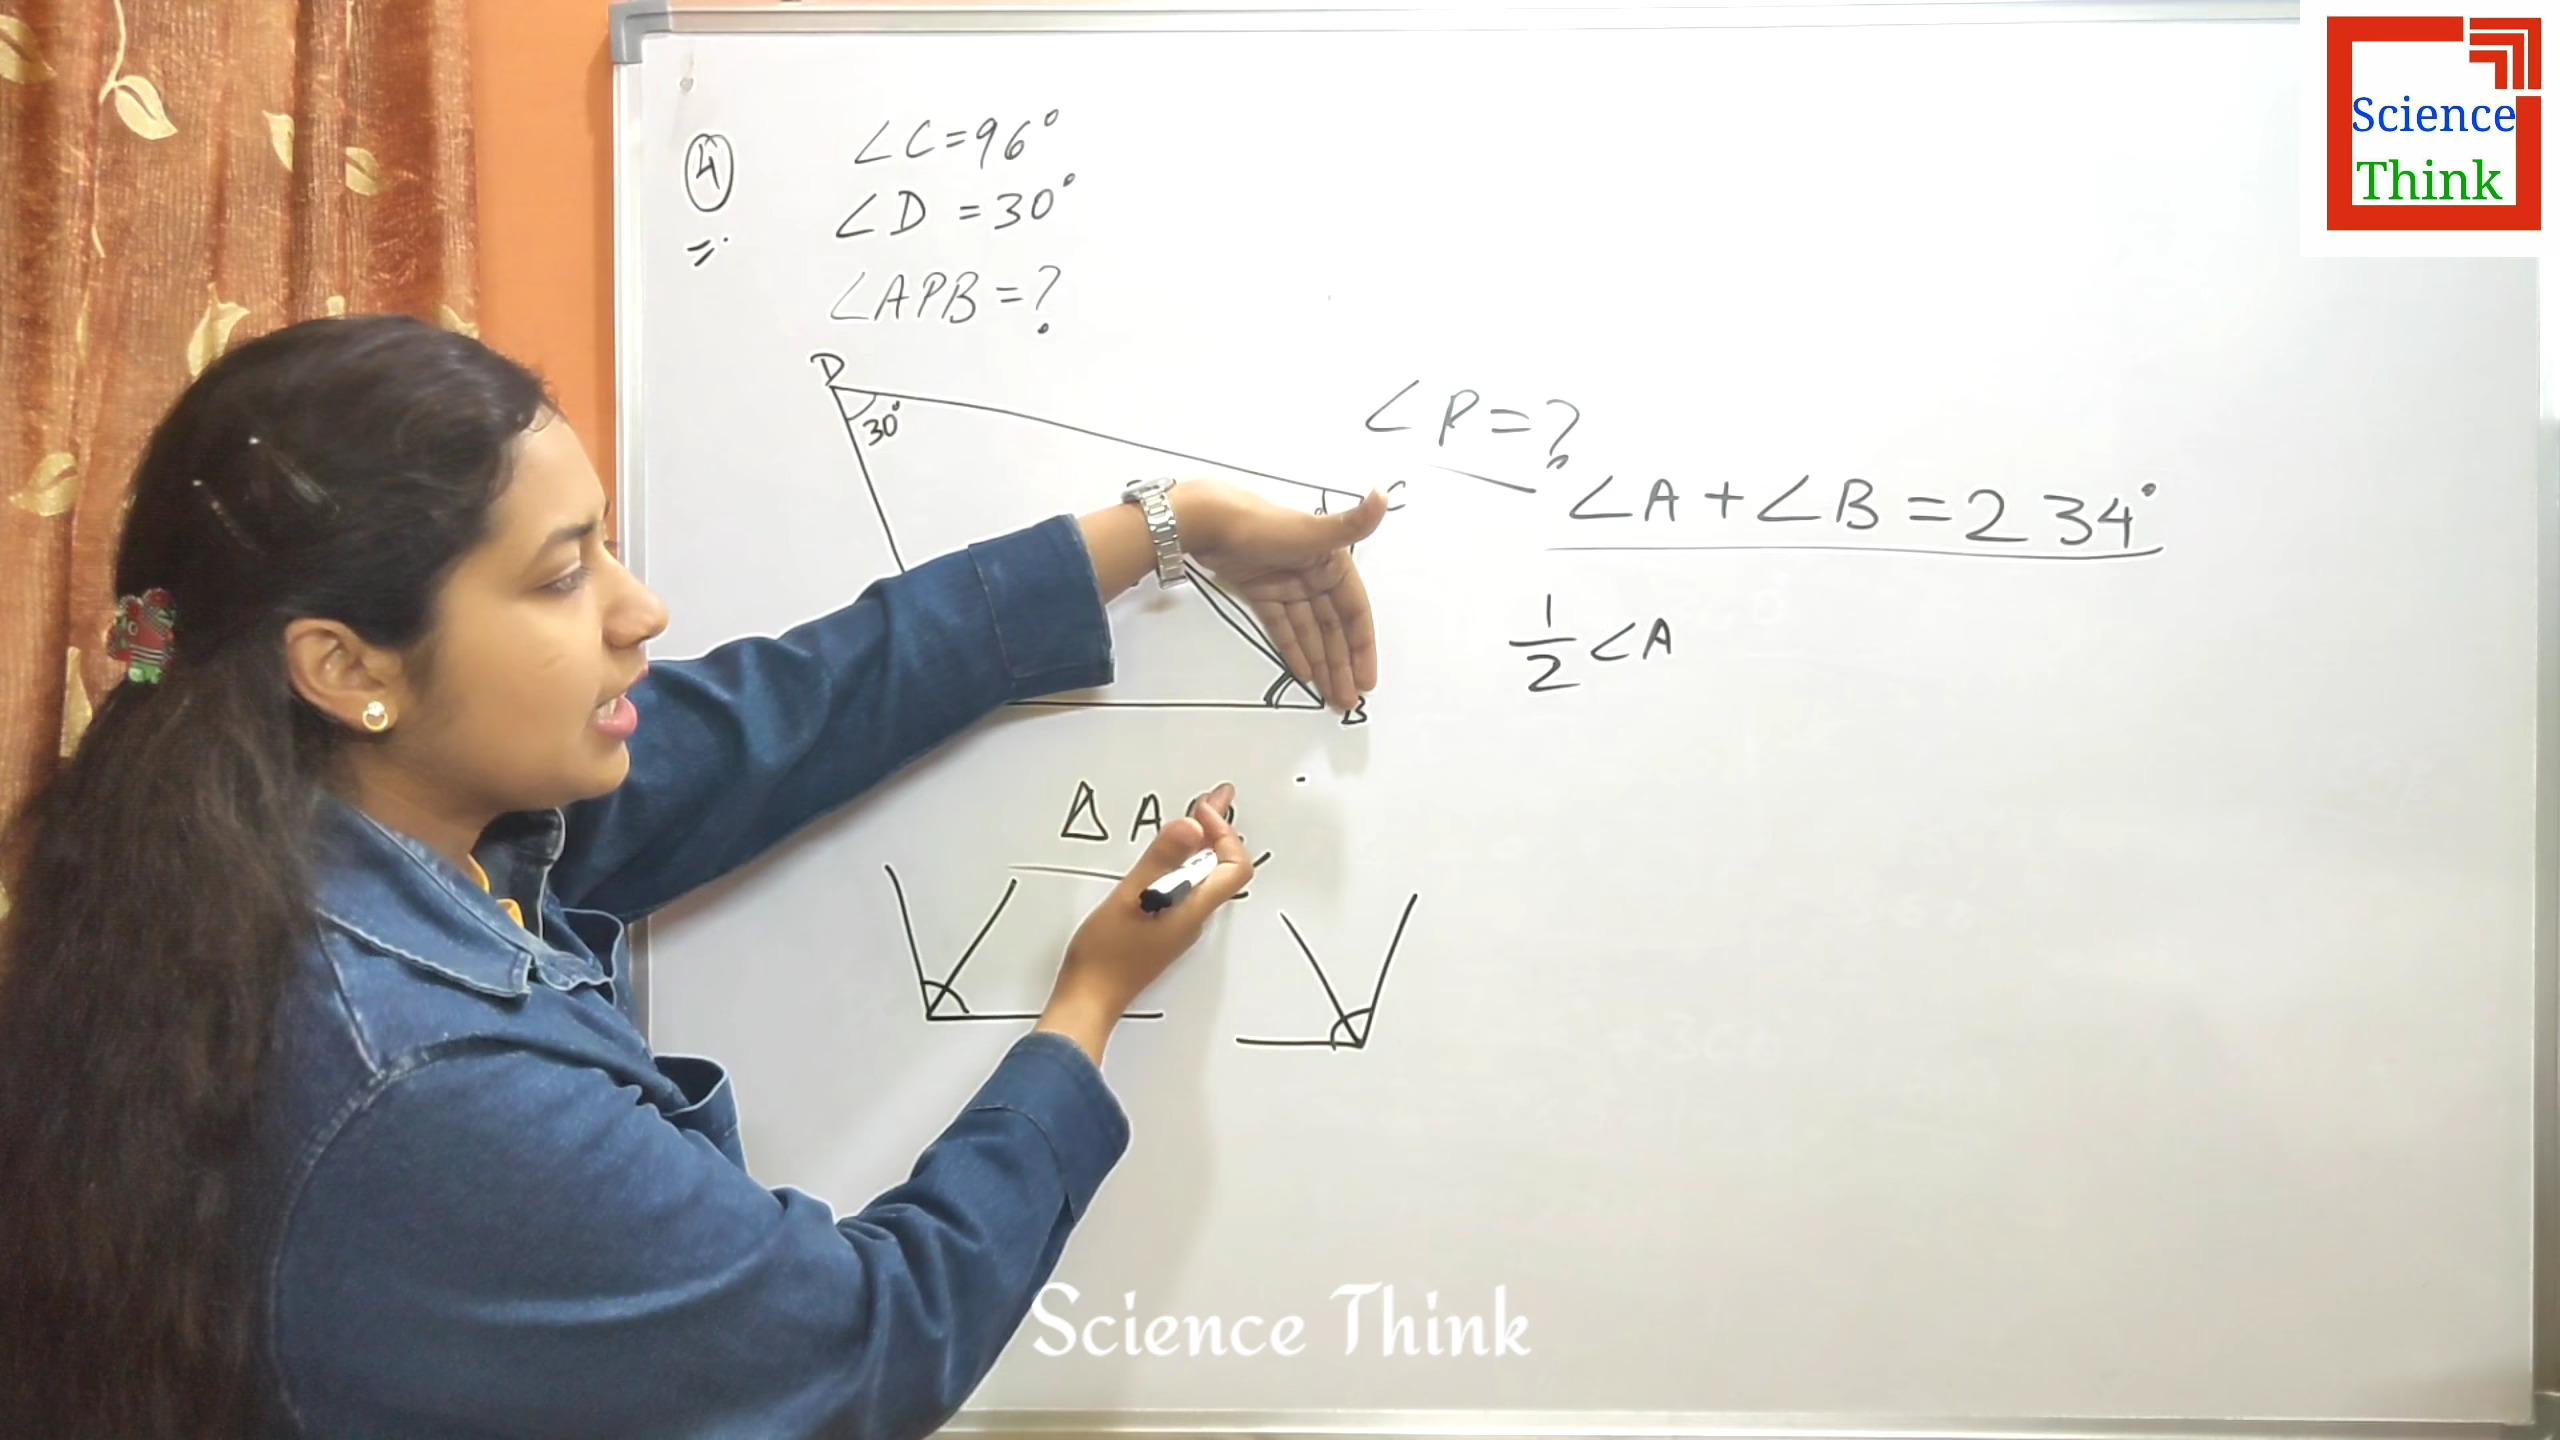 Science
Think
4
∠C=96°
∠D=30°
∠APB=?
D
30°
C
B
∠P=?
∠A+∠B=234°
1/2 ∠A
Δ A
Science Think